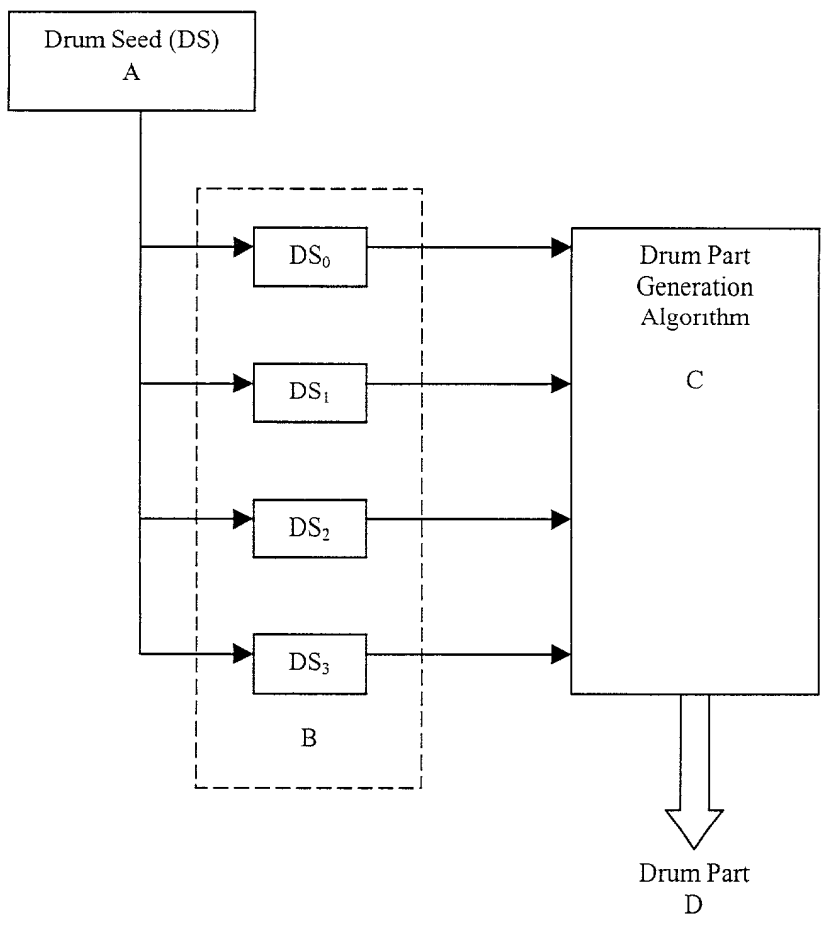 Drum Seed (DS)
A
DS₀
DS₁
DS₂
DS₃
B
Drum Part
Generation
Algorithm
C
Drum Part
D